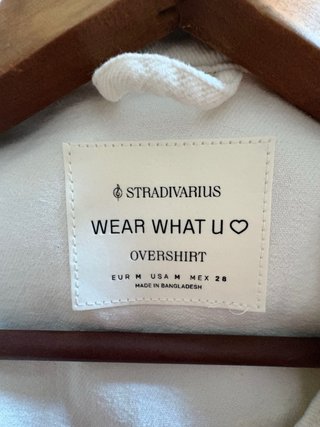 STRADIVARIUS
WEAR WHAT U ♡
OVERSHIRT
EUR M USA M MEX 28
MADE IN BANGLADESH